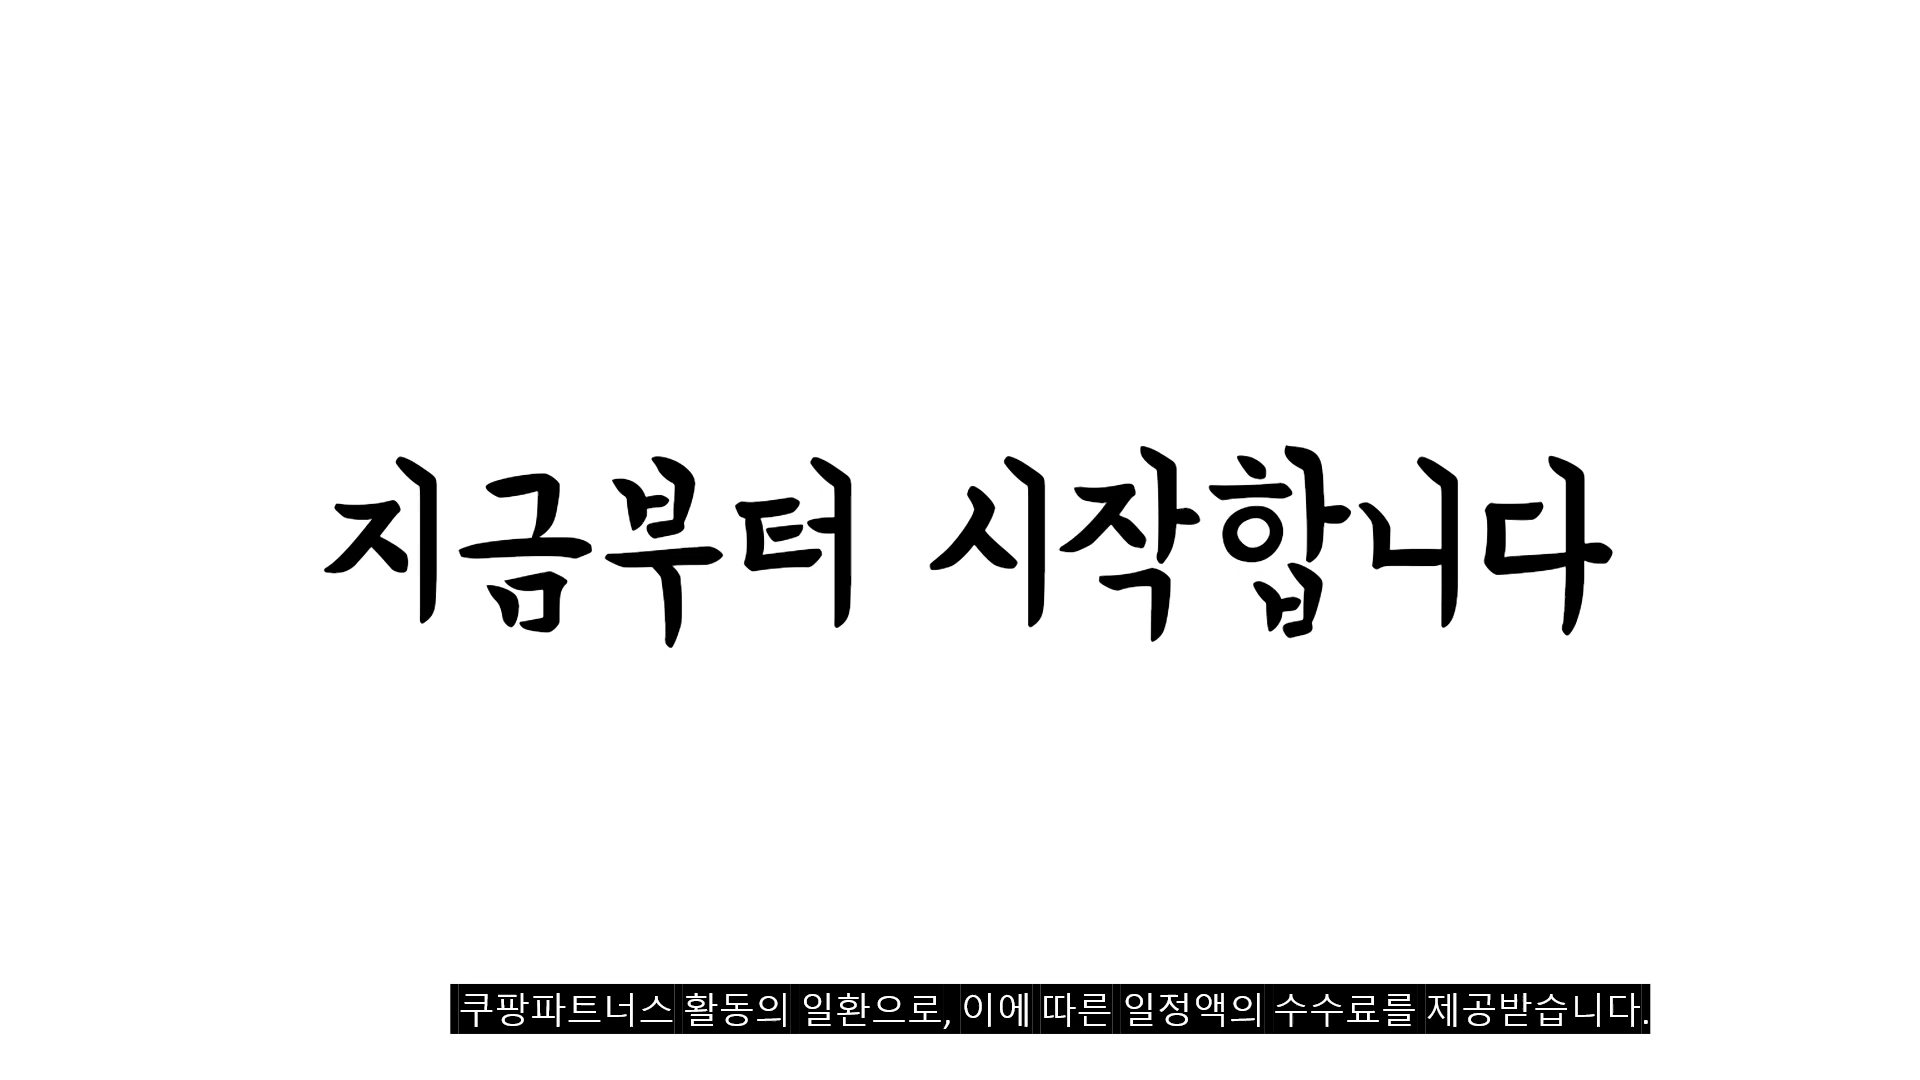 지금부터 시작합니다
쿠팡파트너스 활동의 일환으로, 이에 따른 일정액의 수수료를 제공받습니다.